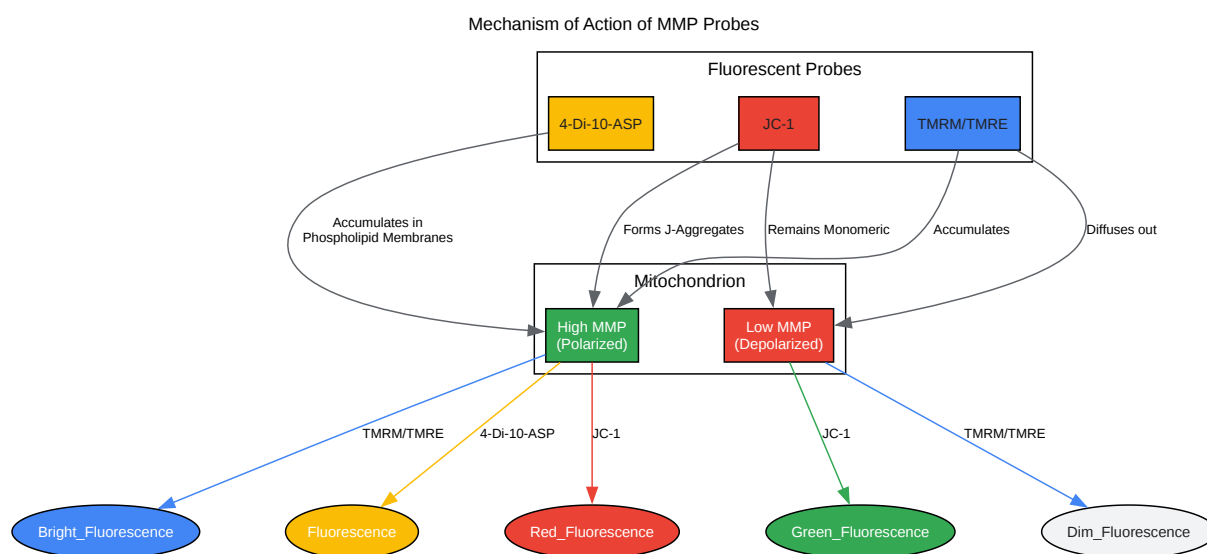 Mechanism of Action of MMP Probes
Fluorescent Probes
4-Di-10-ASP
JC-1
TMRM/TMRE
Accumulates in
Phospholipid Membranes
Forms J-Aggregates
Remains Monomeric
Accumulates
Diffuses out
Mitochondrion
High MMP
(Polarized)
Low MMP
(Depolarized)
TMRM/TMRE
4-Di-10-ASP
JC-1
JC-1
TMRM/TMRE
Bright_Fluorescence
Fluorescence
Red_Fluorescence
Green_Fluorescence
Dim_Fluorescence